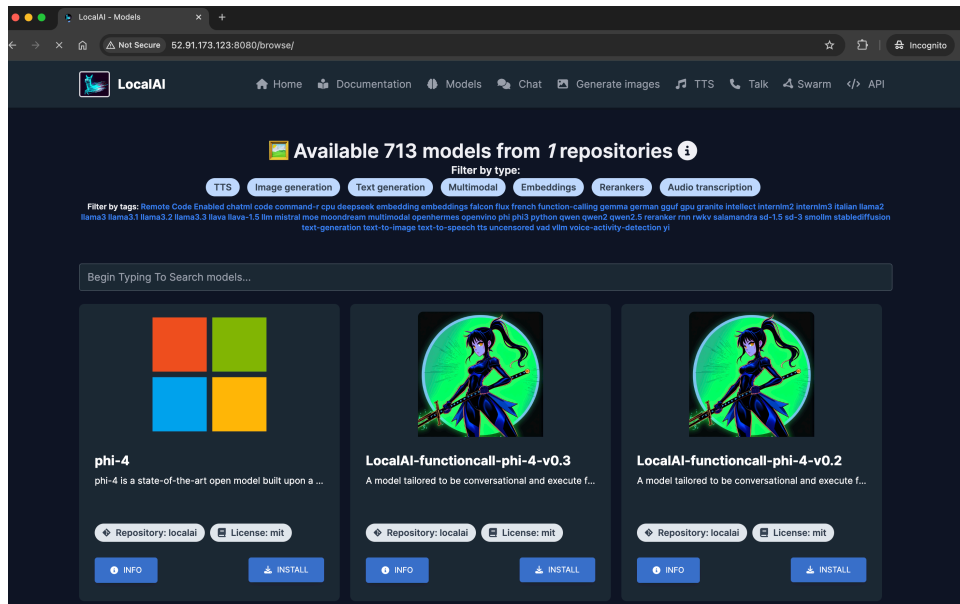 LocalAI - Models
Not Secure 52.91.173.123:8080/browse/ Incognito
LocalAI Home Documentation Models Chat Generate images TTS Talk Swarm API
Available 713 models from 1 repositories
Filter by type:
TTS Image generation Text generation Multimodal Embeddings Rerankers Audio transcription
Filter by tags: Remote Code Enabied chatml code command-r cpu deepseek embedding embeddings falcon flux french function-calling gemma german gguf gpu granite intellect internlm2 internlm3 italian llama2
llama3 llama3.1 llama3.2 llama3.3 llava llava-1.5 llm mistral moe moondream multimodal openhermes openvino phi phi3 python qwen qwen2 qwen2.5 reranker rnn rwkv salamandra sd-1.5 sd-3 smollm stablediffusion
text-generation text-to-image text-to-speech tts uncensored vad vllm voice-activity-detection yi
Begin Typing To Search models...
phi-4 LocalAI-functioncall-phi-4-v0.3 LocalAI-functioncall-phi-4-v0.2
phi-4 is a state-of-the-art open model built upon a ... A model tailored to be conversational and execute f... A model tailored to be conversational and execute f...
Repository: localai License: mit Repository: localai License: mit Repository: localai License: mit
INFO INSTALL INFO INSTALL INFO INSTALL